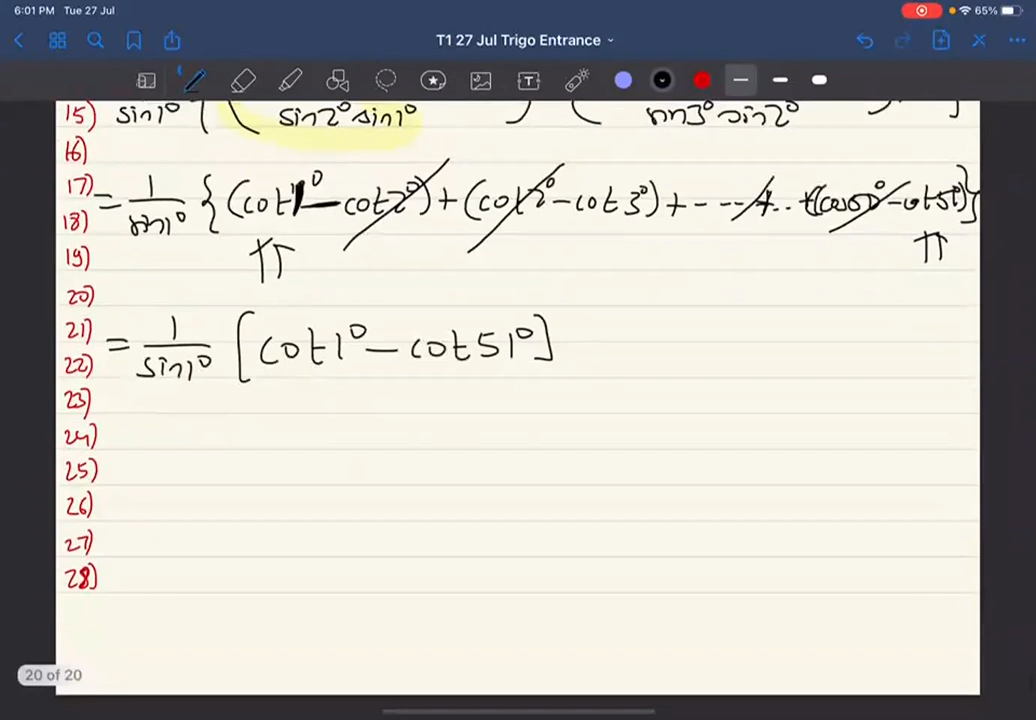 6:01 PM Tue 27 Jul
65%
T1 27 Jul Trigo Entrance
15) sin1° { ( sin2° sin1° ) ( sin3° sin2° ) }
16)
17) = 1/sin1° { (cot1° - cot2°) + (cot2° - cot3°) + ----- + ( - cot51°) }
18)
19)
20)
21) = 1/sin1° [cot1° - cot51°]
22)
23)
24)
25)
26)
27)
28)
20 of 20